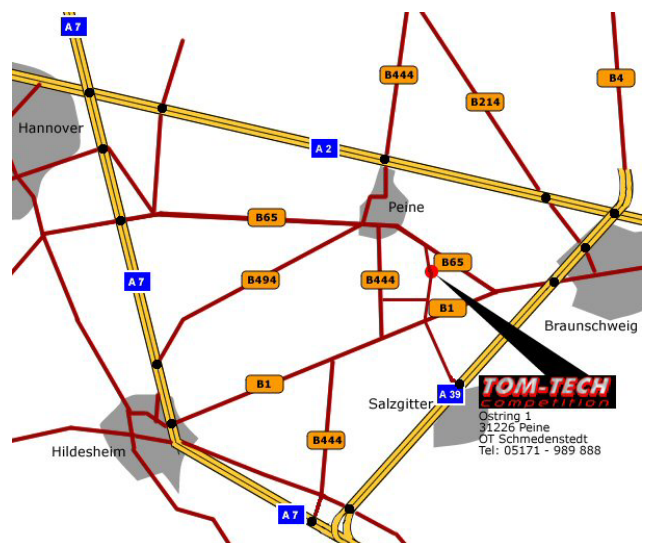 A 7
B444
B4
B214
Hannover
A 2
Peine
B65
B65
A 7
B494
B444
B1
Braunschweig
B1
TOM-TECH
competition
A 39
Salzgitter
Ostring 1
31226 Peine
OT Schmedenstedt
Tel: 05171 - 989 888
B444
Hildesheim
A 7